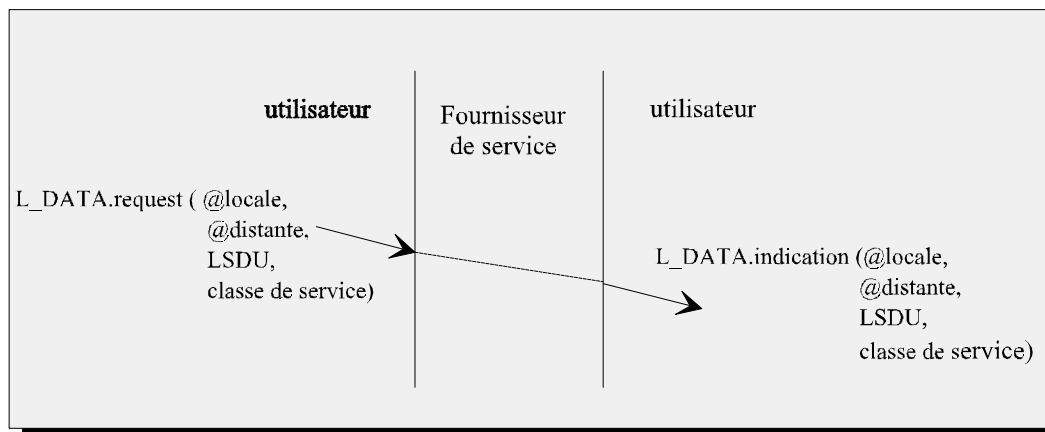 utilisateur
Fournisseur
de service
utilisateur
L_DATA.request ( @locale,
@distante,
LSDU,
classe de service)
L_DATA.indication (@locale,
@distante,
LSDU,
classe de service)